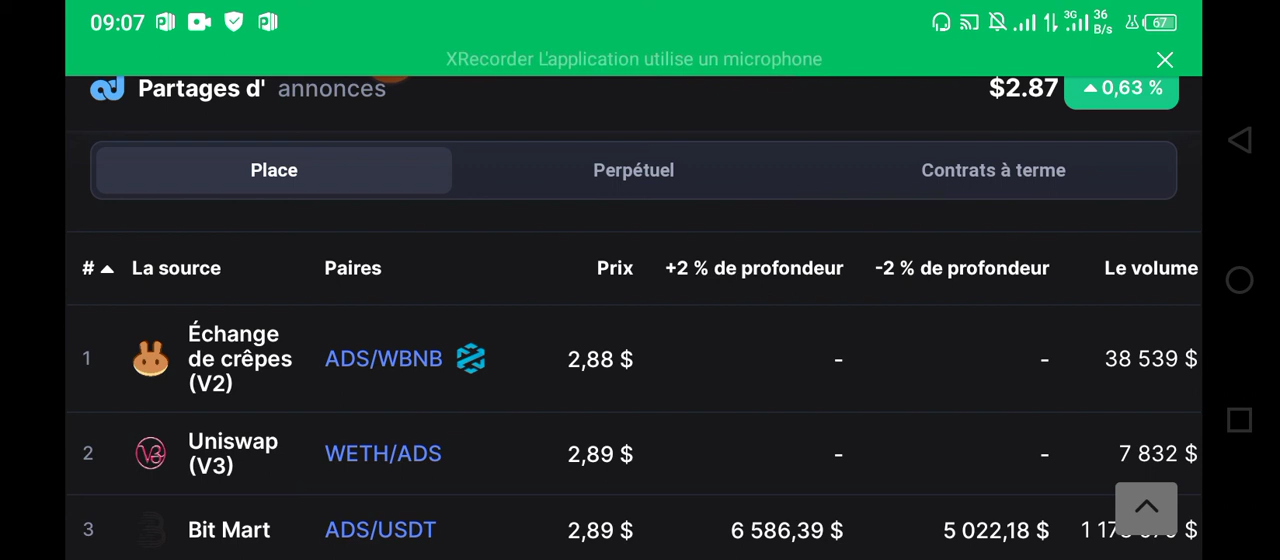 09:07 3G 36 B/s 67
XRecorder L'application utilise un microphone
Partages d' annonces $2.87 0,63 %
Place Perpétuel Contrats à terme
# La source Paires Prix +2 % de profondeur -2 % de profondeur Le volume
1 Échange de crêpes (V2) ADS/WBNB 2,88 $ - - 38 539 $
2 Uniswap (V3) WETH/ADS 2,89 $ - - 7 832 $
3 Bit Mart ADS/USDT 2,89 $ 6 586,39 $ 5 022,18 $ $